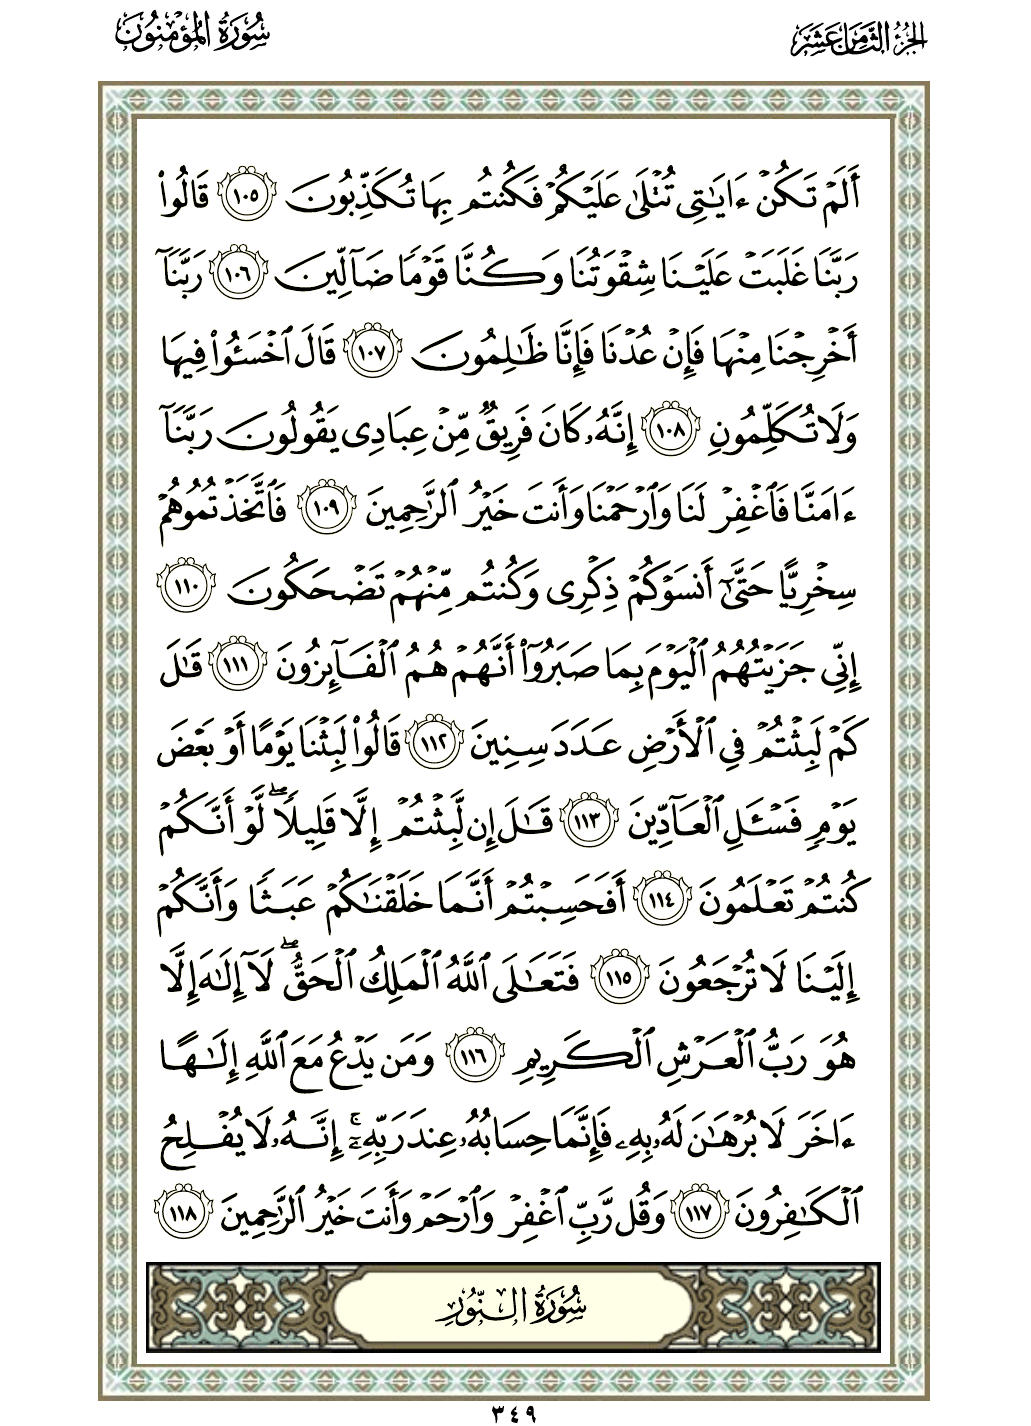 الجزء الثامن عشر
سورة المؤمنون
أَلَمْ تَكُنْ ءَايَٰتِى تُتْلَىٰ عَلَيْكُمْ فَكُنتُم بِهَا تُكَذِّبُونَ ١٠٥ قَالُوا۟
رَبَّنَا غَلَبَتْ عَلَيْنَا شِقْوَتُنَا وَكُنَّا قَوْمًا ضَآلِّينَ ١٠٦ رَبَّنَآ
أَخْرِجْنَا مِنْهَا فَإِنْ عُدْنَا فَإِنَّا ظَٰلِمُونَ ١٠٧ قَالَ ٱخْسَـُٔوا۟ فِيهَا
وَلَا تُكَلِّمُونِ ١٠٨ إِنَّهُۥ كَانَ فَرِيقٌ مِّنْ عِبَادِى يَقُولُونَ رَبَّنَآ
ءَامَنَّا فَٱغْفِرْ لَنَا وَٱرْحَمْنَا وَأَنتَ خَيْرُ ٱلرَّٰحِمِينَ ١٠٩ فَٱتَّخَذْتُمُوهُمْ
سِخْرِيًّا حَتَّىٰٓ أَنسَوْكُمْ ذِكْرِى وَكُنتُم مِّنْهُمْ تَضْحَكُونَ ١١٠
إِنِّى جَزَيْتُهُمُ ٱلْيَوْمَ بِمَا صَبَرُوٓا۟ أَنَّهُمْ هُمُ ٱلْفَآئِزُونَ ١١١ قَٰلَ
كَمْ لَبِثْتُمْ فِى ٱلْأَرْضِ عَدَدَ سِنِينَ ١١٢ قَالُوا۟ لَبِثْنَا يَوْمًا أَوْ بَعْضَ
يَوْمٍ فَسْـَٔلِ ٱلْعَآدِّينَ ١١٣ قَٰلَ إِن لَّبِثْتُمْ إِلَّا قَلِيلًا ۖ لَّوْ أَنَّكُمْ
كُنتُمْ تَعْلَمُونَ ١١٤ أَفَحَسِبْتُمْ أَنَّمَا خَلَقْنَٰكُمْ عَبَثًا وَأَنَّكُمْ
إِلَيْنَا لَا تُرْجَعُونَ ١١٥ فَتَعَٰلَى ٱللَّهُ ٱلْمَلِكُ ٱلْحَقُّ ۖ لَآ إِلَٰهَ إِلَّا
هُوَ رَبُّ ٱلْعَرْشِ ٱلْكَرِيمِ ١١٦ وَمَن يَدْعُ مَعَ ٱللَّهِ إِلَٰهًا
ءَاخَرَ لَا بُرْهَٰنَ لَهُۥ بِهِۦ فَإِنَّمَا حِسَابُهُۥ عِندَ رَبِّهِۦٓ ۚ إِنَّهُۥ لَا يُفْلِحُ
ٱلْكَٰفِرُونَ ١١٧ وَقُل رَّبِّ ٱغْفِرْ وَٱرْحَمْ وَأَنتَ خَيْرُ ٱلرَّٰحِمِينَ ١١٨
سُورَةُ النُّورِ
٣٤٩